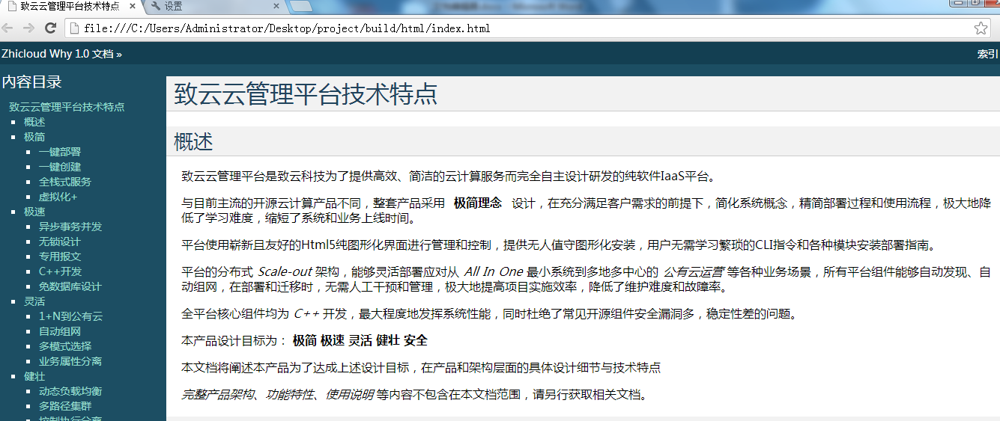 致云云管理平台技术特点
设置
file:///C:/Users/Administrator/Desktop/project/build/html/index.html
Zhicloud Why 1.0 文档 »
索引
内容目录
致云云管理平台技术特点
概述
极简
一键部署
一键创建
全栈式服务
虚拟化+
极速
异步事务并发
无锁设计
专用报文
C++开发
免数据库设计
灵活
1+N到公有云
自动组网
多模式选择
业务属性分离
健壮
动态负载均衡
多路径集群
控制执行分离
致云云管理平台技术特点
概述
致云云管理平台是致云科技为了提供高效、简洁的云计算服务而完全自主设计研发的纯软件IaaS平台。
与目前主流的开源云计算产品不同，整套产品采用 极简理念 设计，在充分满足客户需求的前提下，简化系统概念，精简部署过程和使用流程，极大地降
低了学习难度，缩短了系统和业务上线时间。
平台使用崭新且友好的Html5纯图形化界面进行管理和控制，提供无人值守图形化安装，用户无需学习繁琐的CLI指令和各种模块安装部署指南。
平台的分布式 Scale-out 架构，能够灵活部署应对从 All In One 最小系统到多地多中心的 公有云运营 等各种业务场景，所有平台组件能够自动发现、自
动组网，在部署和迁移时，无需人工干预和管理，极大地提高项目实施效率，降低了维护难度和故障率。
全平台核心组件均为 C++ 开发，最大程度地发挥系统性能，同时杜绝了常见开源组件安全漏洞多，稳定性差的问题。
本产品设计目标为： 极简 极速 灵活 健壮 安全
本文档将阐述本产品为了达成上述设计目标，在产品和架构层面的具体设计细节与技术特点
完整产品架构、功能特性、使用说明 等内容不包含在本文档范围，请另行获取相关文档。